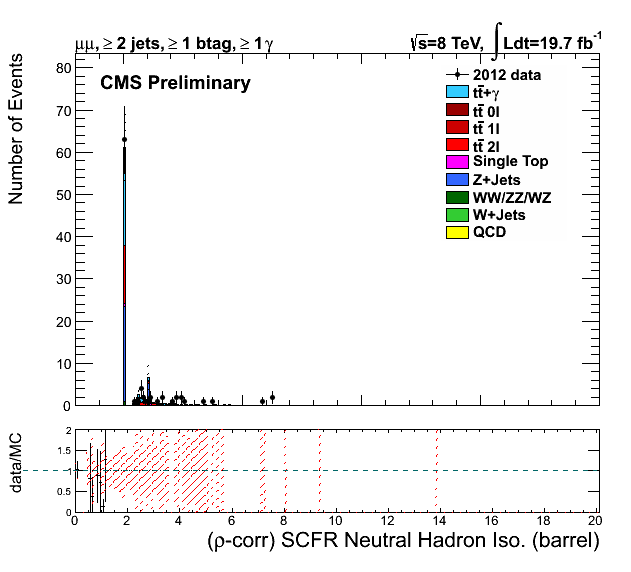 μμ, ≥ 2 jets, ≥ 1 btag, ≥ 1 γ
√s=8 TeV, ∫Ldt=19.7 fb⁻¹
CMS Preliminary
Number of Events
80
70
60
50
40
30
20
10
0
2012 data
tt̄+γ
tt̄ 0l
tt̄ 1l
tt̄ 2l
Single Top
Z+Jets
WW/ZZ/WZ
W+Jets
QCD
data/MC
2
1.5
1
0.5
0
0 2 4 6 8 10 12 14 16 18 20
(ρ-corr) SCFR Neutral Hadron Iso. (barrel)